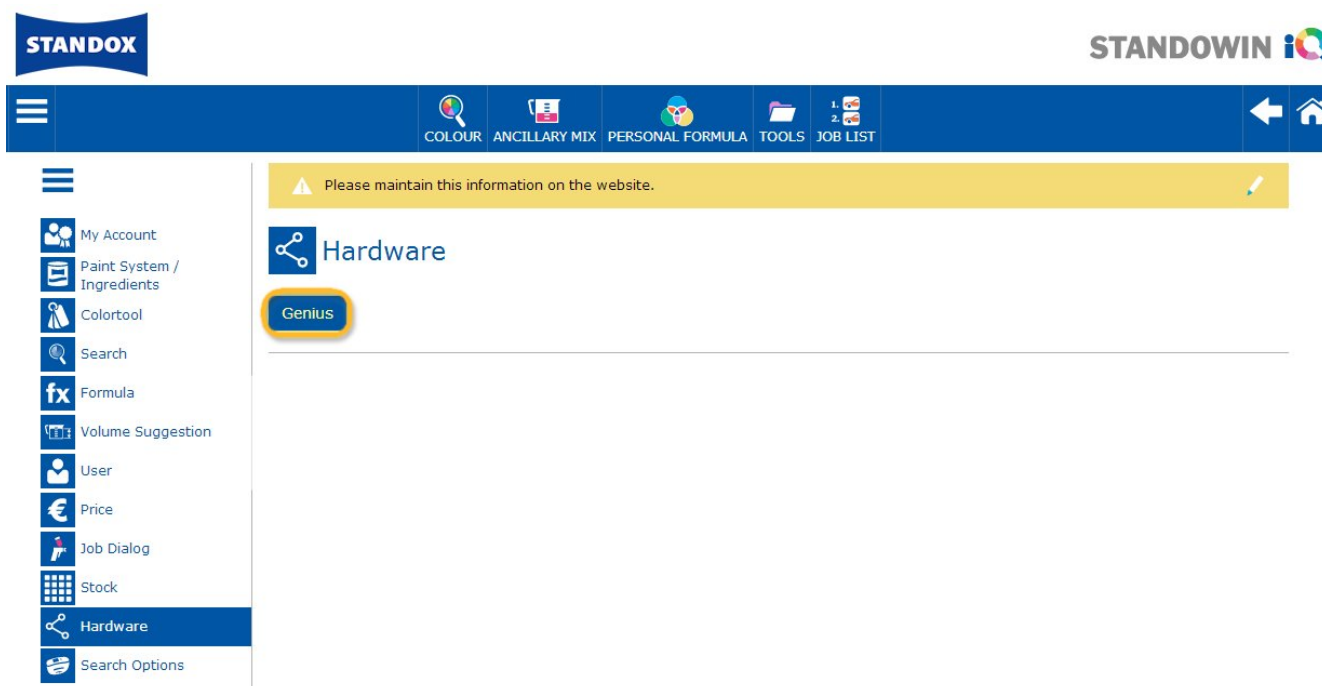 STANDOX
STANDOWIN iQ
COLOUR
ANCILLARY MIX
PERSONAL FORMULA
TOOLS
1.
2.
JOB LIST
Please maintain this information on the website.
My Account
Paint System /
Ingredients
Colortool
Search
fx Formula
Volume Suggestion
User
€ Price
Job Dialog
Stock
Hardware
Search Options
Hardware
Genius